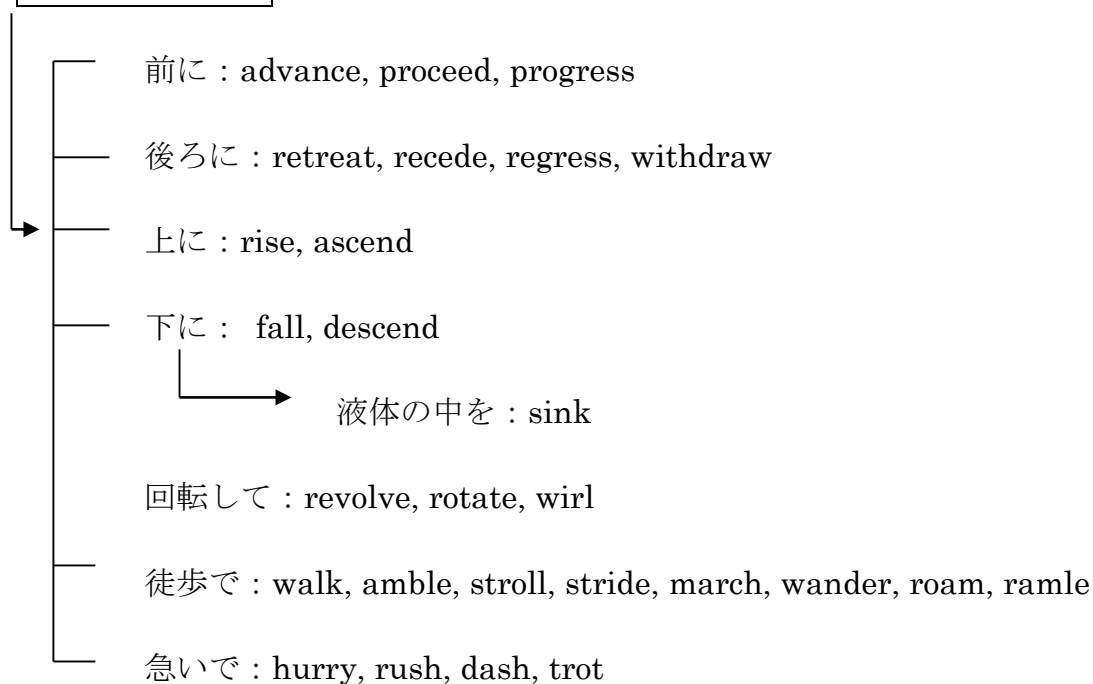 前に：advance, proceed, progress
後ろに：retreat, recede, regress, withdraw
上に：rise, ascend
下に： fall, descend
液体の中を：sink
回転して：revolve, rotate, wirl
徒歩で：walk, amble, stroll, stride, march, wander, roam, ramle
急いで：hurry, rush, dash, trot